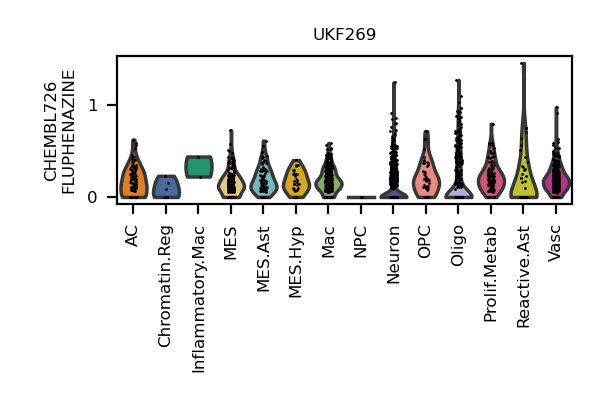 UKF269
CHEMBL726
FLUPHENAZINE
1
0
AC
Chromatin.Reg
Inflammatory.Mac
MES
MES.Ast
MES.Hyp
Mac
NPC
Neuron
OPC
Oligo
Prolif.Metab
Reactive.Ast
Vasc